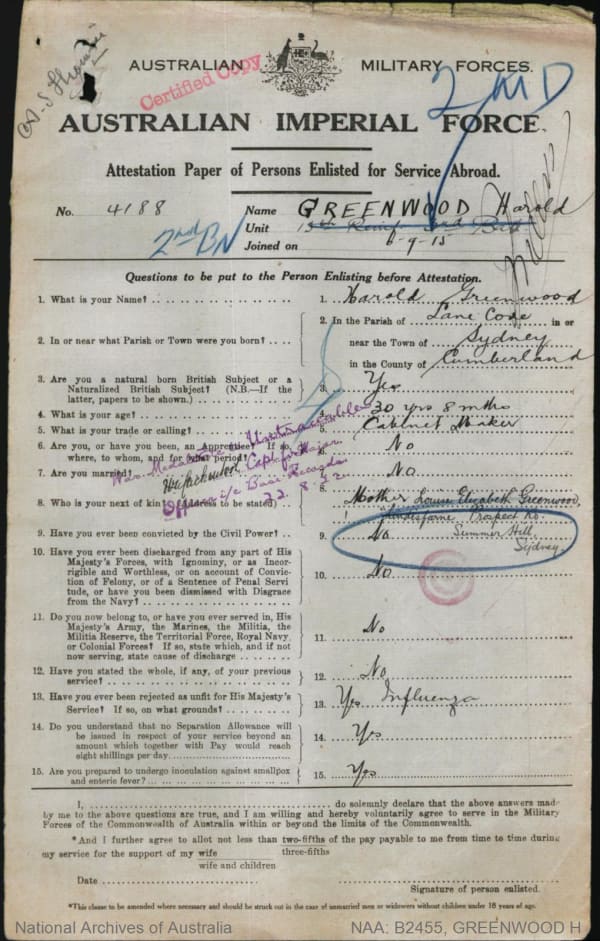 AUSTRALIAN MILITARY FORCES.
Certified Copy
2 MD
AUSTRALIAN IMPERIAL FORCE.
Attestation Paper of Persons Enlisted for Service Abroad.
No. 4188 Name GREENWOOD Harold
2nd BN Unit 13th Reinf Batt
Joined on 6-9-15
Questions to be put to the Person Enlisting before Attestation.
1. What is your Name? 1. Harold Greenwood
2. In or near what Parish or Town were you born? 2. In the Parish of Lane Cove in or
near the Town of Sydney
in the County of Cumberland
3. Are you a natural born British Subject or a
Naturalized British Subject? (N.B.—If the
latter, papers to be shown.) 3. Yes
4. What is your age? 4. 30 yrs 8 mths
5. What is your trade or calling? 5. Cabinet Maker
6. Are you, or have you been, an Apprentice? If so,
where, to whom, and for what period? 6. No
7. Are you married? 7. No
8. Who is your next of kin? (Address to be stated) 8. Mother Louisa Elizabeth Greenwood,
Prospect Rd.
Summer Hill,
Sydney.
Capt. for Major
Officer i/c Base Records
22.8.22
9. Have you ever been convicted by the Civil Power? 9. No
10. Have you ever been discharged from any part of His
Majesty's Forces, with Ignominy, or as Incor-
rigible and Worthless, or on account of Convic-
tion of Felony, or of a Sentence of Penal Servi
tude, or have you been dismissed with Disgrace
from the Navy? 10. No
11. Do you now belong to, or have you ever served in, His
Majesty's Army, the Marines, the Militia, the
Militia Reserve, the Territorial Force, Royal Navy
or Colonial Forces? If so, state which, and if not
now serving, state cause of discharge 11. No
12. Have you stated the whole, if any, of your previous
service? 12. No
13. Have you ever been rejected as unfit for His Majesty's
Service? If so, on what grounds? 13. Yes Influenza
14. Do you understand that no Separation Allowance will
be issued in respect of your service beyond an
amount which together with Pay would reach
eight shillings per day 14. Yes
15. Are you prepared to undergo inoculation against smallpox
and enteric fever? 15. Yes
I, do solemnly declare that the above answers made
by me to the above questions are true, and I am willing and hereby voluntarily agree to serve in the Military
Forces of the Commonwealth of Australia within or beyond the limits of the Commonwealth.
*And I further agree to allot not less than two-fifths of the pay payable to me from time to time during
three-fifths
my service for the support of my wife
wife and children
Date
Signature of person enlisted.
*This clause to be amended where necessary and should be struck out in the case of unmarried men or widowers without children under 18 years of age.
National Archives of Australia NAA: B2455, GREENWOOD H